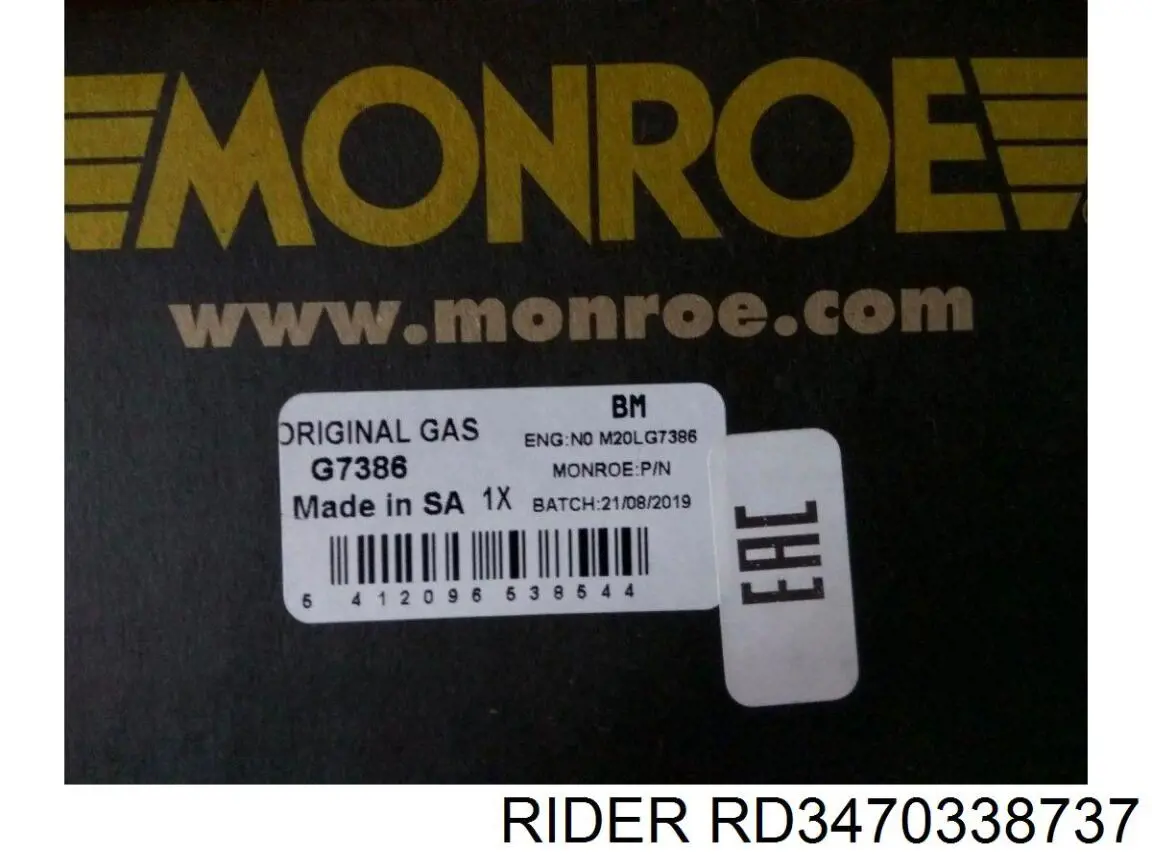 MONROE
www.monroe.com
ORIGINAL GAS
G7386
Made in SA 1X
BM
ENG:N0 M20LG7386
MONROE:P/N
BATCH:21/08/2019
5 412096 538544
EAC
RIDER RD3470338737